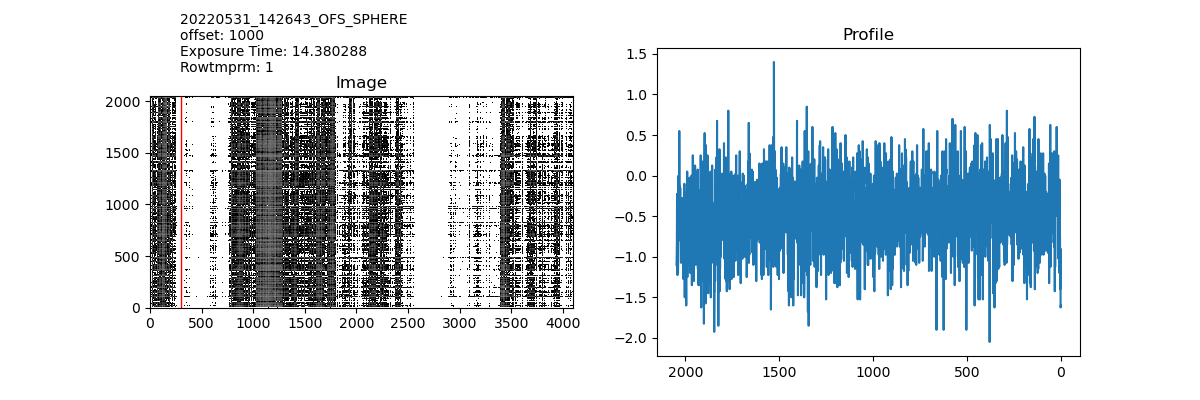 20220531_142643_OFS_SPHERE
offset: 1000
Exposure Time: 14.380288
Rowtmprm: 1
Image
2000
1500
1000
500
0
0 500 1000 1500 2000 2500 3000 3500 4000
Profile
1.5
1.0
0.5
0.0
−0.5
−1.0
−1.5
−2.0
2000 1500 1000 500 0